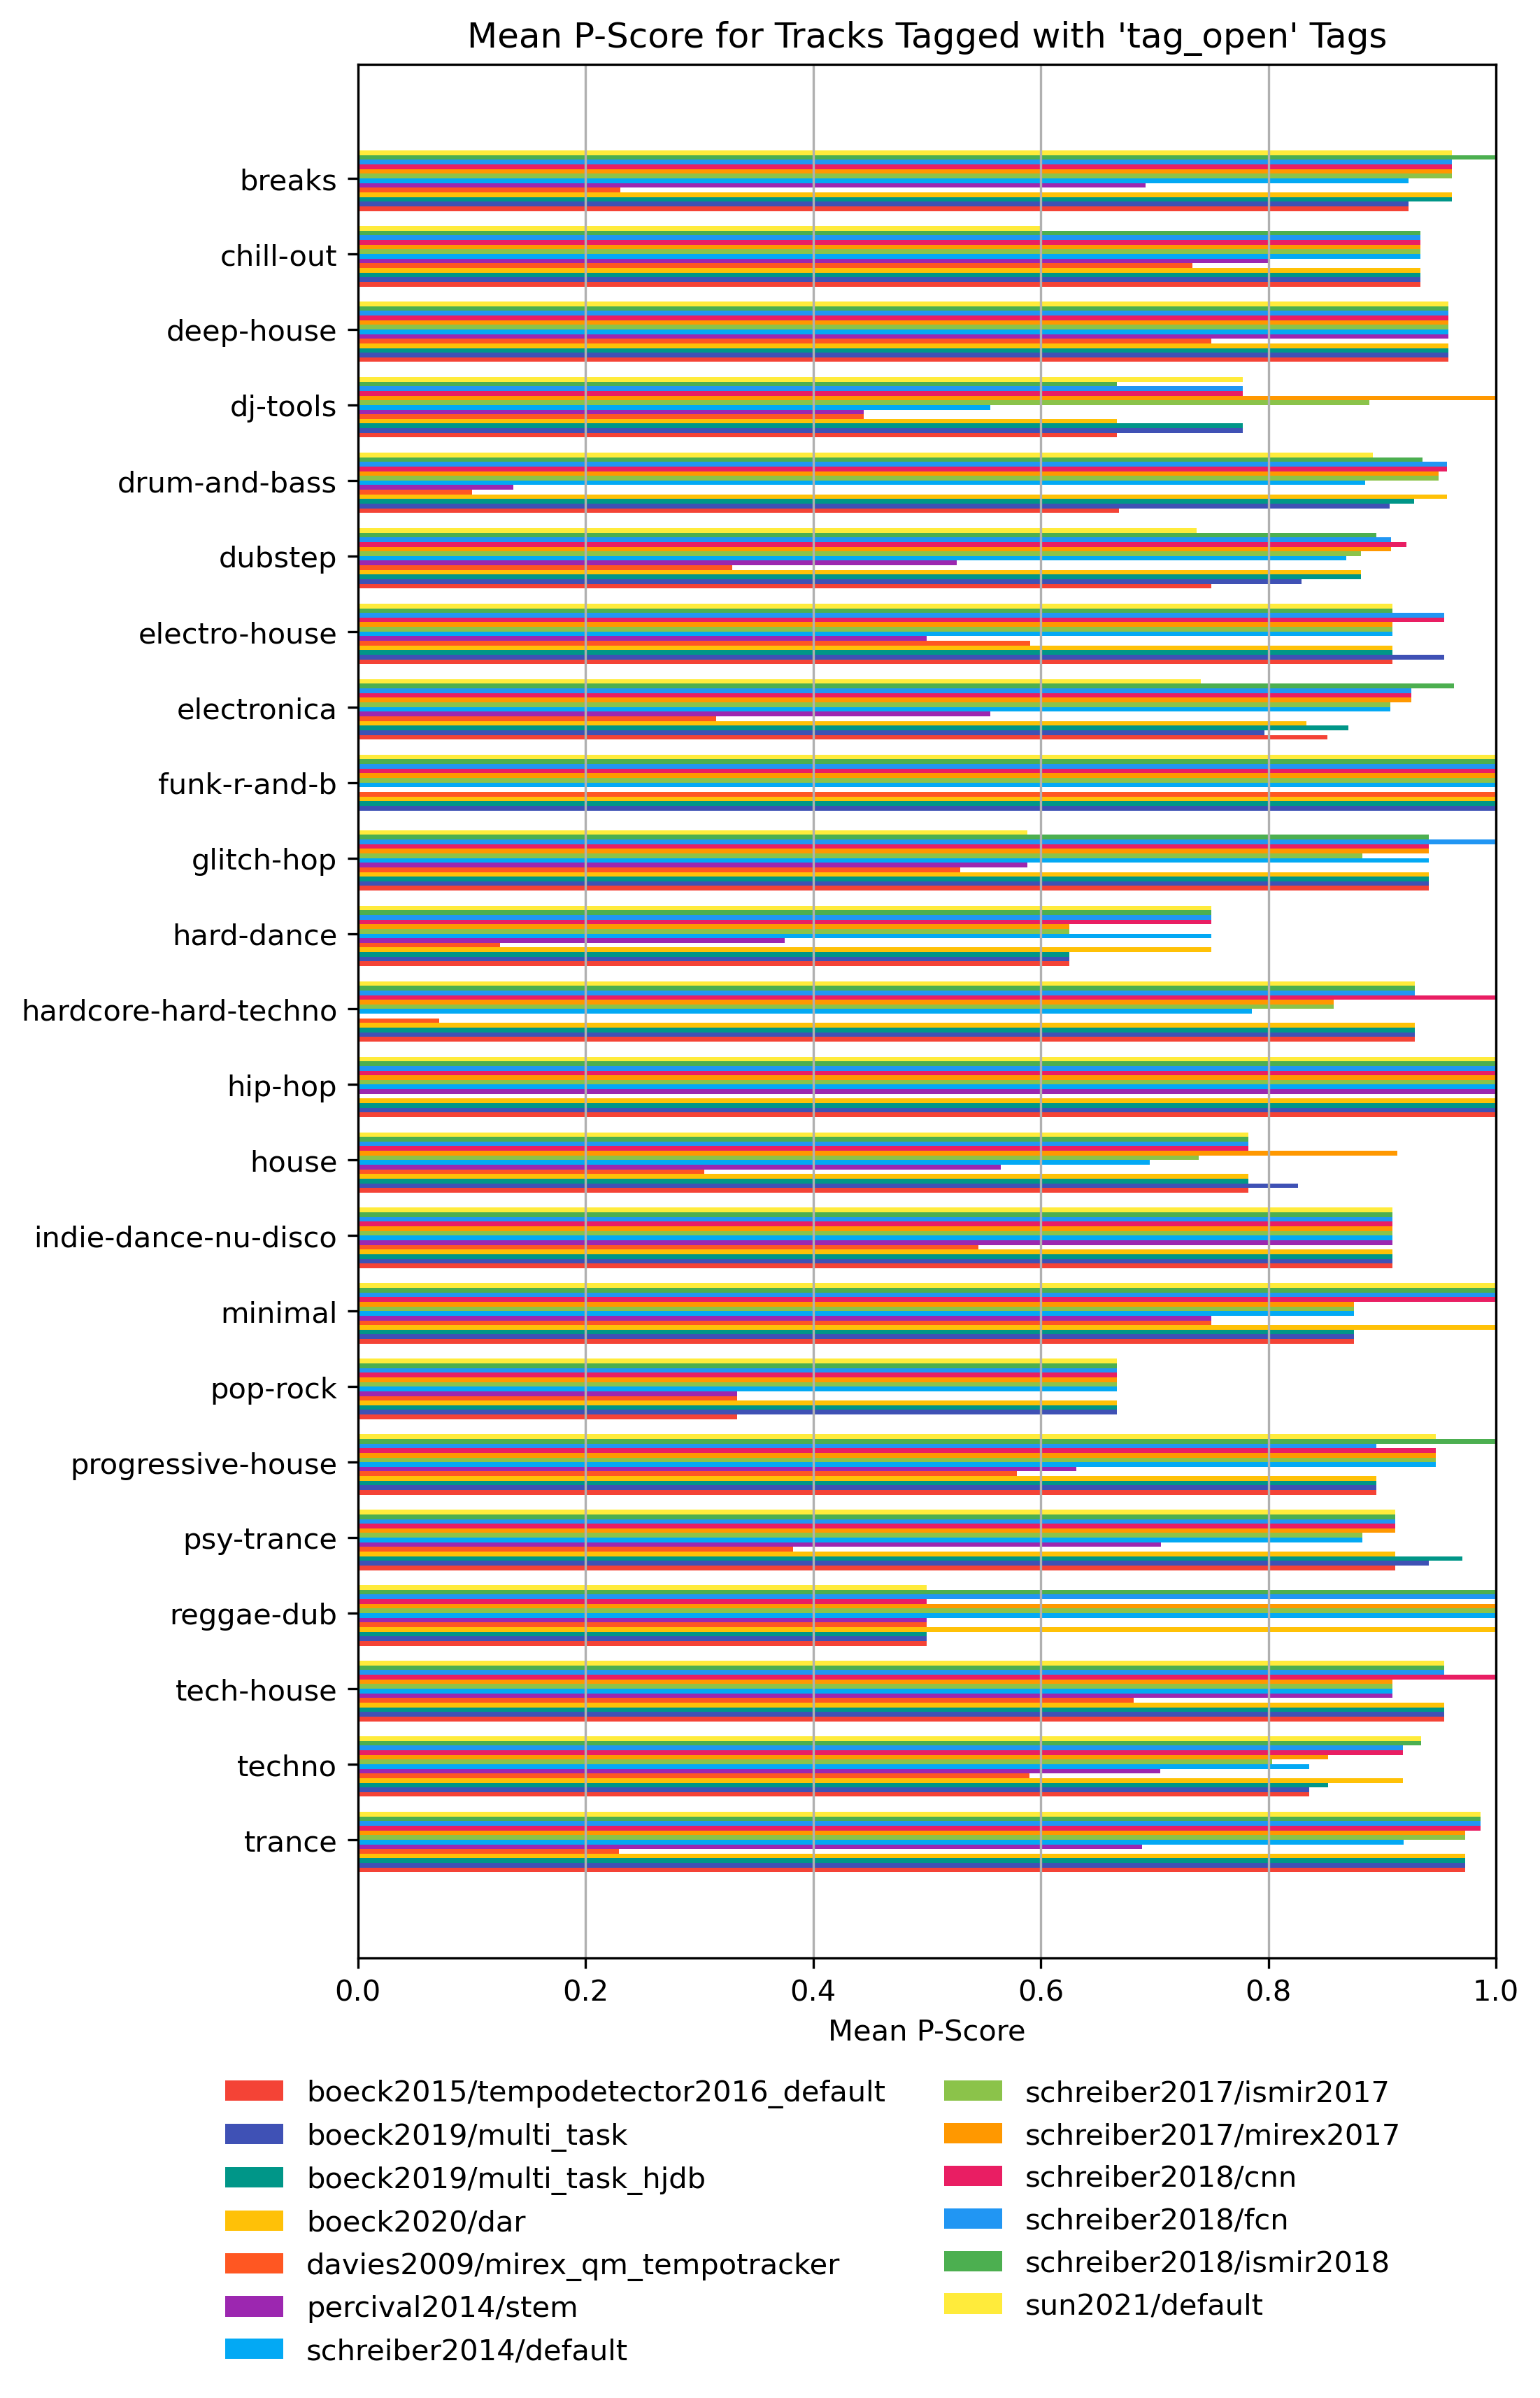 Mean P-Score for Tracks Tagged with 'tag_open' Tags
breaks
chill-out
deep-house
dj-tools
drum-and-bass
dubstep
electro-house
electronica
funk-r-and-b
glitch-hop
hard-dance
hardcore-hard-techno
hip-hop
house
indie-dance-nu-disco
minimal
pop-rock
progressive-house
psy-trance
reggae-dub
tech-house
techno
trance
0.0 0.2 0.4 0.6 0.8 1.0
Mean P-Score
boeck2015/tempodetector2016_default
boeck2019/multi_task
boeck2019/multi_task_hjdb
boeck2020/dar
davies2009/mirex_qm_tempotracker
percival2014/stem
schreiber2014/default
schreiber2017/ismir2017
schreiber2017/mirex2017
schreiber2018/cnn
schreiber2018/fcn
schreiber2018/ismir2018
sun2021/default